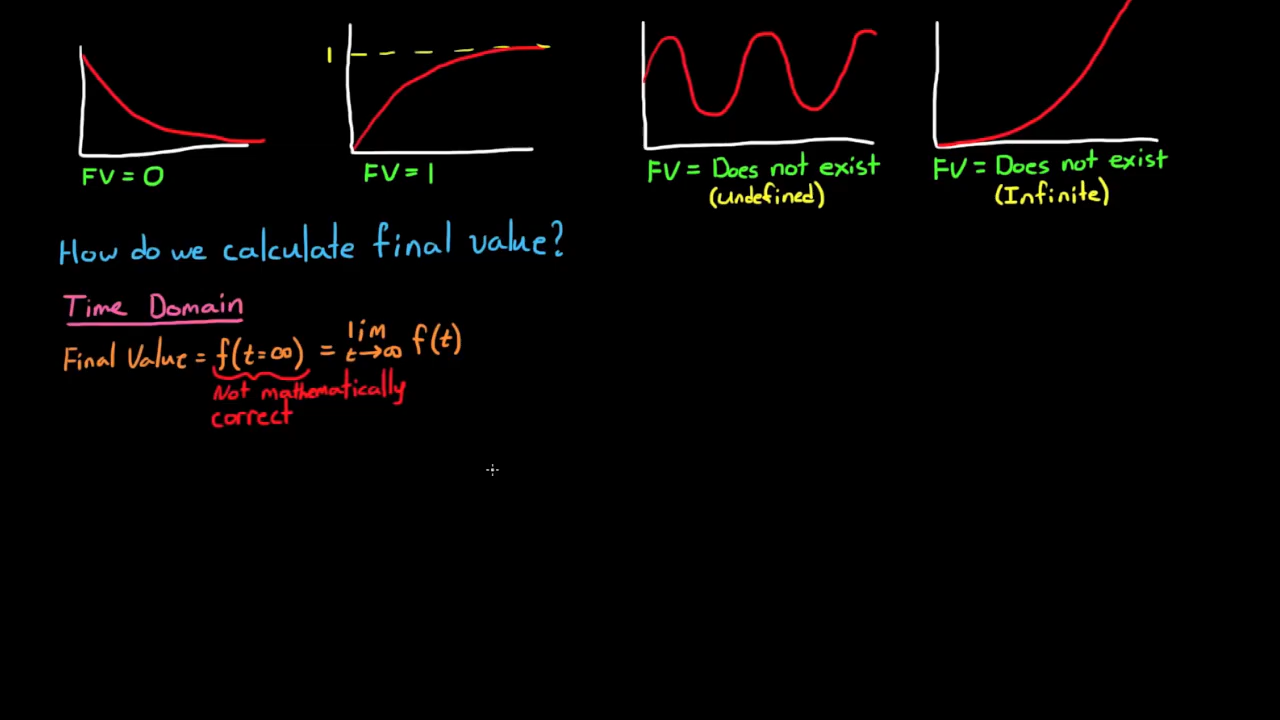 1
FV = 0
FV = 1
FV = Does not exist
(Undefined)
FV = Does not exist
(Infinite)
How do we calculate final value?
Time Domain
Final Value = f(t=∞) = lim t→∞ f(t)
Not mathematically
correct